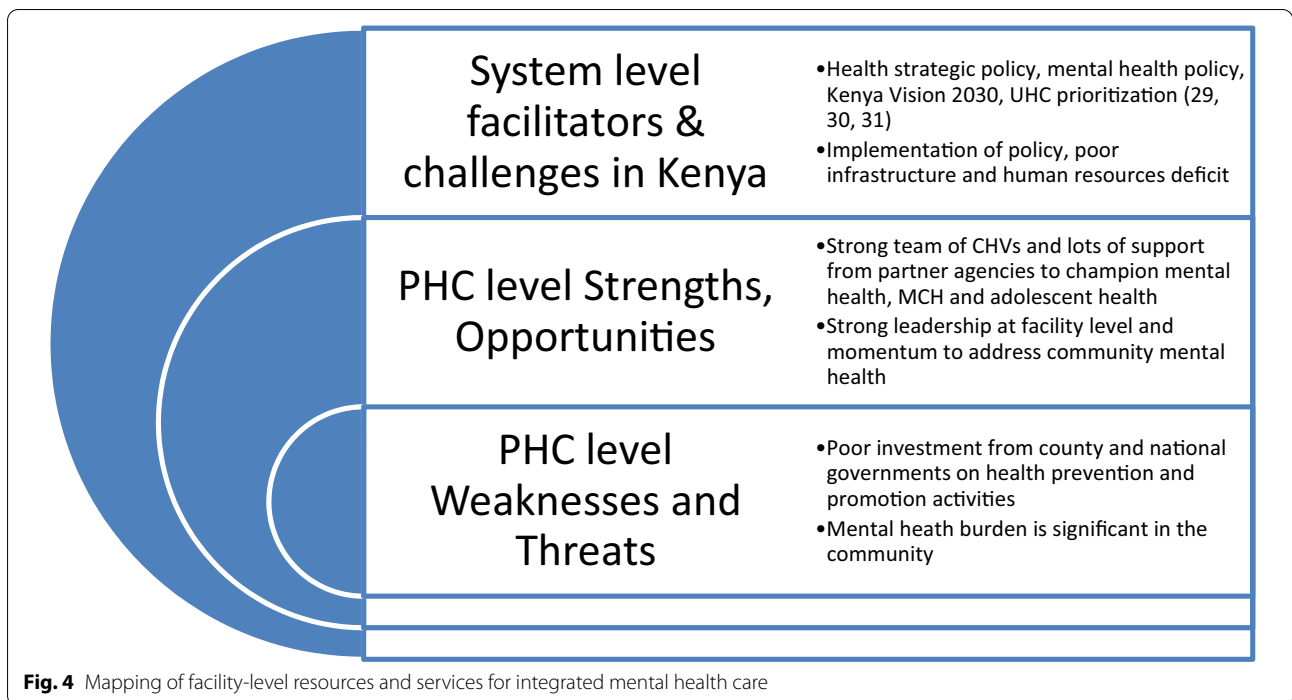 System level
facilitators &
challenges in Kenya
•Health strategic policy, mental health policy,
Kenya Vision 2030, UHC prioritization (29,
30, 31)
•Implementation of policy, poor
infrastructure and human resources deficit
PHC level Strengths,
Opportunities
•Strong team of CHVs and lots of support
from partner agencies to champion mental
health, MCH and adolescent health
•Strong leadership at facility level and
momentum to address community mental
health
PHC level
Weaknesses and
Threats
•Poor investment from county and national
governments on health prevention and
promotion activities
•Mental heath burden is significant in the
community
Fig. 4 Mapping of facility-level resources and services for integrated mental health care